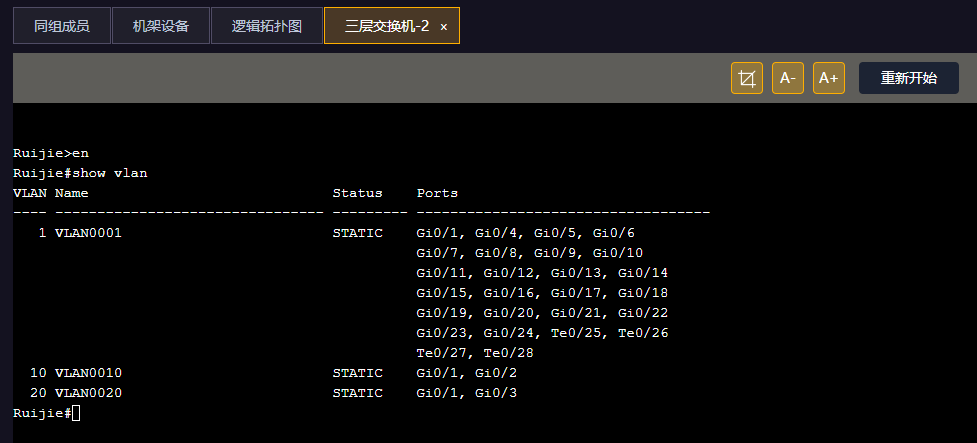 同组成员 机架设备 逻辑拓扑图 三层交换机-2 ×
A- A+ 重新开始
Ruijie>en
Ruijie#show vlan
VLAN Name                             Status    Ports
---- -------------------------------- --------- -----------------------------------
   1 VLAN0001                         STATIC    Gi0/1, Gi0/4, Gi0/5, Gi0/6
                                                Gi0/7, Gi0/8, Gi0/9, Gi0/10
                                                Gi0/11, Gi0/12, Gi0/13, Gi0/14
                                                Gi0/15, Gi0/16, Gi0/17, Gi0/18
                                                Gi0/19, Gi0/20, Gi0/21, Gi0/22
                                                Gi0/23, Gi0/24, Te0/25, Te0/26
                                                Te0/27, Te0/28
  10 VLAN0010                         STATIC    Gi0/1, Gi0/2
  20 VLAN0020                         STATIC    Gi0/1, Gi0/3
Ruijie#